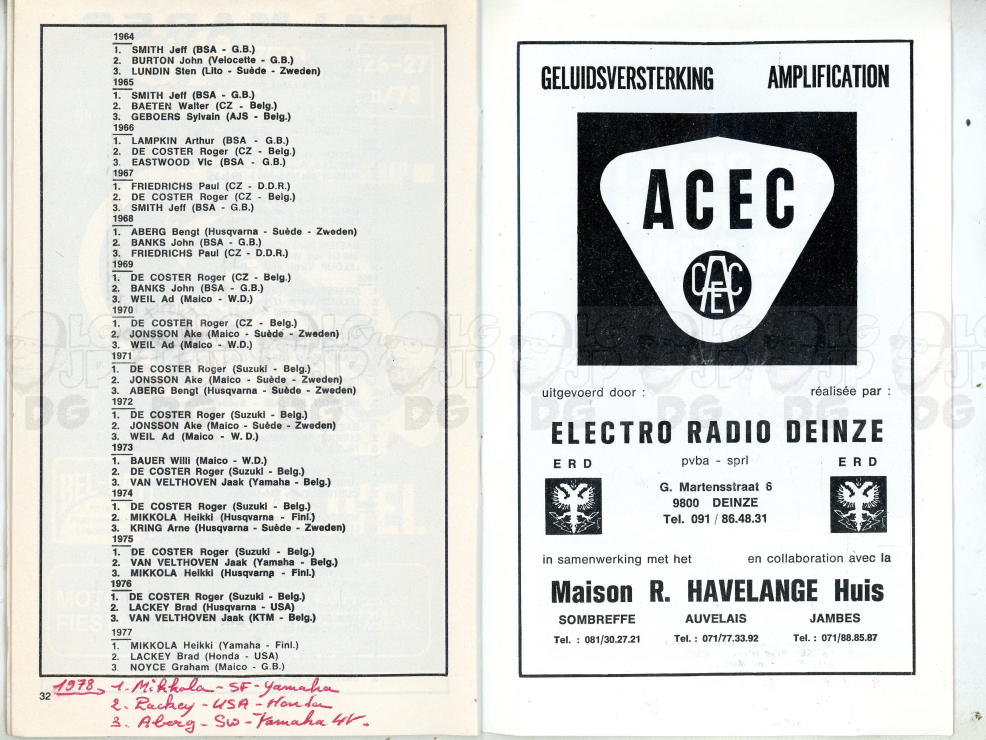 1964
1. SMITH Jeff (BSA - G.B.)
2. BURTON John (Velocette - G.B.)
3. LUNDIN Sten (Lito - Suède - Zweden)
1965
1. SMITH Jeff (BSA - G.B.)
2. BAETEN Walter (CZ - Belg.)
3. GEBOERS Sylvain (AJS - Belg.)
1966
1. LAMPKIN Arthur (BSA - G.B.)
2. DE COSTER Roger (CZ - Belg.)
3. EASTWOOD Vic (BSA - G.B.)
1967
1. FRIEDRICHS Paul (CZ - D.D.R.)
2. DE COSTER Roger (CZ - Belg.)
3. SMITH Jeff (BSA - G.B.)
1968
1. ABERG Bengt (Husqvarna - Suède - Zweden)
2. BANKS John (BSA - G.B.)
3. FRIEDRICHS Paul (CZ - D.D.R.)
1969
1. DE COSTER Roger (CZ - Belg.)
2. BANKS John (BSA - G.B.)
3. WEIL Ad (Maico - W.D.)
1970
1. DE COSTER Roger (CZ - Belg.)
2. JONSSON Ake (Maico - Suède - Zweden)
3. WEIL Ad (Maico - W.D.)
1971
1. DE COSTER Roger (Suzuki - Belg.)
2. JONSSON Ake (Maico - Suède - Zweden)
3. ABERG Bengt (Husqvarna - Suède - Zweden)
1972
1. DE COSTER Roger (Suzuki - Belg.)
2. JONSSON Ake (Maico - Suède - Zweden)
3. WEIL Ad (Maico - W. D.)
1973
1. BAUER Willi (Maico - W.D.)
2. DE COSTER Roger (Suzuki - Belg.)
3. VAN VELTHOVEN Jaak (Yamaha - Belg.)
1974
1. DE COSTER Roger (Suzuki - Belg.)
2. MIKKOLA Heikki (Husqvarna - Finl.)
3. KRING Arne (Husqvarna - Suède - Zweden)
1975
1. DE COSTER Roger (Suzuki - Belg.)
2. VAN VELTHOVEN Jaak (Yamaha - Belg.)
3. MIKKOLA Heikki (Husqvarna - Finl.)
1976
1. DE COSTER Roger (Suzuki - Belg.)
2. LACKEY Brad (Husqvarna - USA)
3. VAN VELTHOVEN Jaak (KTM - Belg.)
1977
1. MIKKOLA Heikki (Yamaha - Finl.)
2. LACKEY Brad (Honda - USA)
3. NOYCE Graham (Maico - G.B.)
1978 1. Mikkola - SF - Yamaha
2. Lackey - USA - Honda
3. Aberg - Sw - Yamaha 4T.
32
GELUIDSVERSTERKING AMPLIFICATION
ACEC
ACEC
uitgevoerd door : réalisée par :
ELECTRO RADIO DEINZE
E R D pvba - sprl E R D
G. Martensstraat 6
9800 DEINZE
Tel. 091 / 86.48.31
in samenwerking met het en collaboration avec la
Maison R. HAVELANGE Huis
SOMBREFFE AUVELAIS JAMBES
Tel. : 081/30.27.21 Tel. : 071/77.33.92 Tel. : 071/88.85.87
LG JP DG